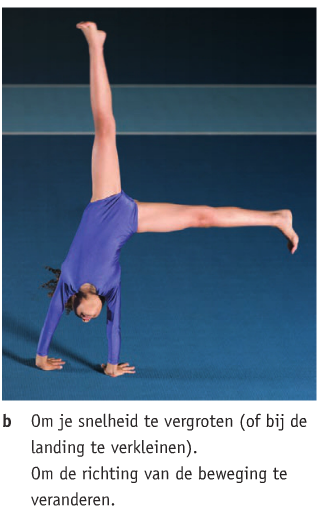 b Om je snelheid te vergroten (of bij de
landing te verkleinen).
Om de richting van de beweging te
veranderen.